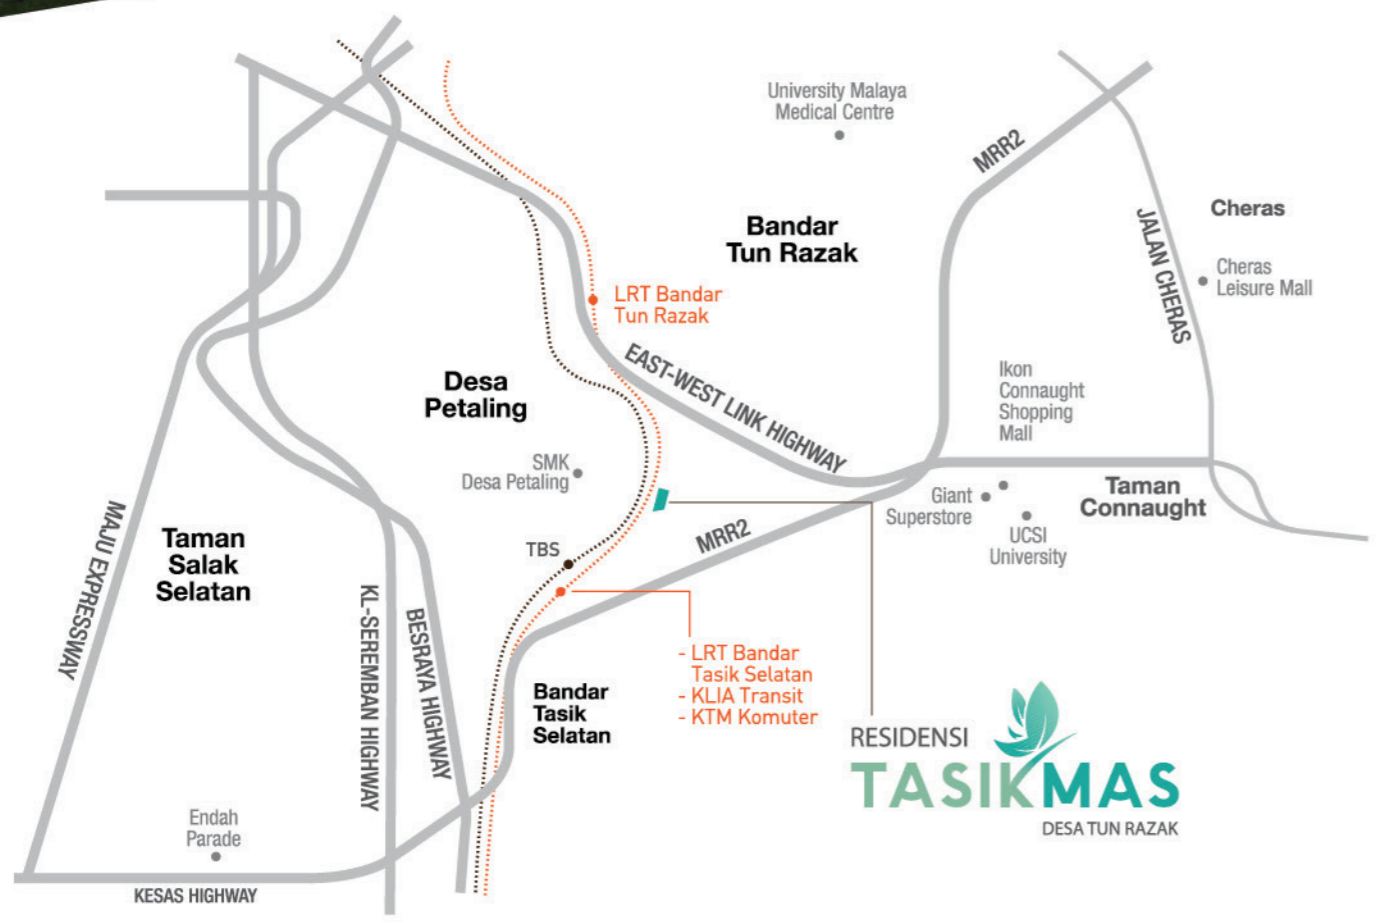 University Malaya
Medical Centre
MRR2
Cheras
Bandar
Tun Razak
JALAN CHERAS
Cheras
Leisure Mall
LRT Bandar
Tun Razak
EAST-WEST LINK HIGHWAY
Ikon
Connaught
Shopping
Mall
Desa
Petaling
SMK
Desa Petaling
Giant
Superstore
Taman
Connaught
UCSI
University
MAJU EXPRESSWAY
Taman
Salak
Selatan
TBS
MRR2
KL-SEREMBAN HIGHWAY
BESRAYA HIGHWAY
- LRT Bandar
Tasik Selatan
- KLIA Transit
- KTM Komuter
Bandar
Tasik
Selatan
RESIDENSI
TASIKMAS
DESA TUN RAZAK
Endah
Parade
KESAS HIGHWAY